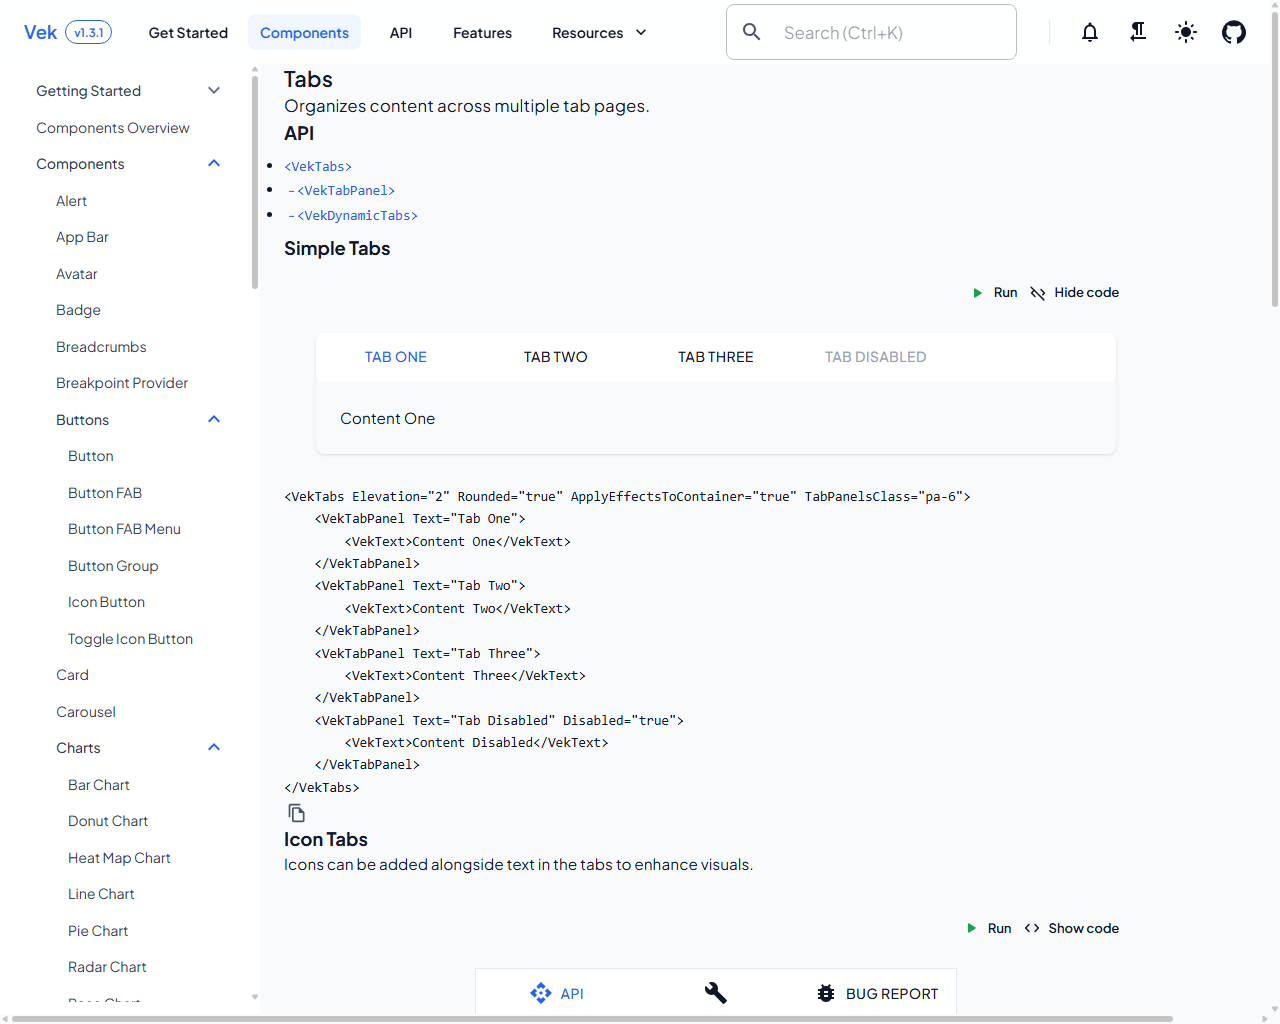 Vek v1.3.1 Get Started Components API Features Resources Search (Ctrl+K)
Getting Started
Components Overview
Components
Alert
App Bar
Avatar
Badge
Breadcrumbs
Breakpoint Provider
Buttons
Button
Button FAB
Button FAB Menu
Button Group
Icon Button
Toggle Icon Button
Card
Carousel
Charts
Bar Chart
Donut Chart
Heat Map Chart
Line Chart
Pie Chart
Radar Chart
Tabs
Organizes content across multiple tab pages.
API
<VekTabs>
-<VekTabPanel>
-<VekDynamicTabs>
Simple Tabs
Run Hide code
TAB ONE TAB TWO TAB THREE TAB DISABLED
Content One
<VekTabs Elevation="2" Rounded="true" ApplyEffectsToContainer="true" TabPanelsClass="pa-6">
<VekTabPanel Text="Tab One">
<VekText>Content One</VekText>
</VekTabPanel>
<VekTabPanel Text="Tab Two">
<VekText>Content Two</VekText>
</VekTabPanel>
<VekTabPanel Text="Tab Three">
<VekText>Content Three</VekText>
</VekTabPanel>
<VekTabPanel Text="Tab Disabled" Disabled="true">
<VekText>Content Disabled</VekText>
</VekTabPanel>
</VekTabs>
Icon Tabs
Icons can be added alongside text in the tabs to enhance visuals.
Run Show code
API BUG REPORT